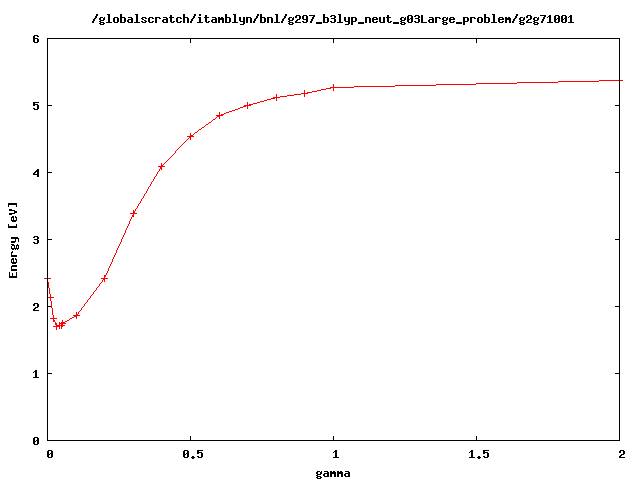 /globalscratch/itamblyn/bnl/g297_b3lyp_neut_g03Large_problem/g2g71001
6
5
4
3
2
1
0
Energy [eV]
0 0.5 1 1.5 2
gamma